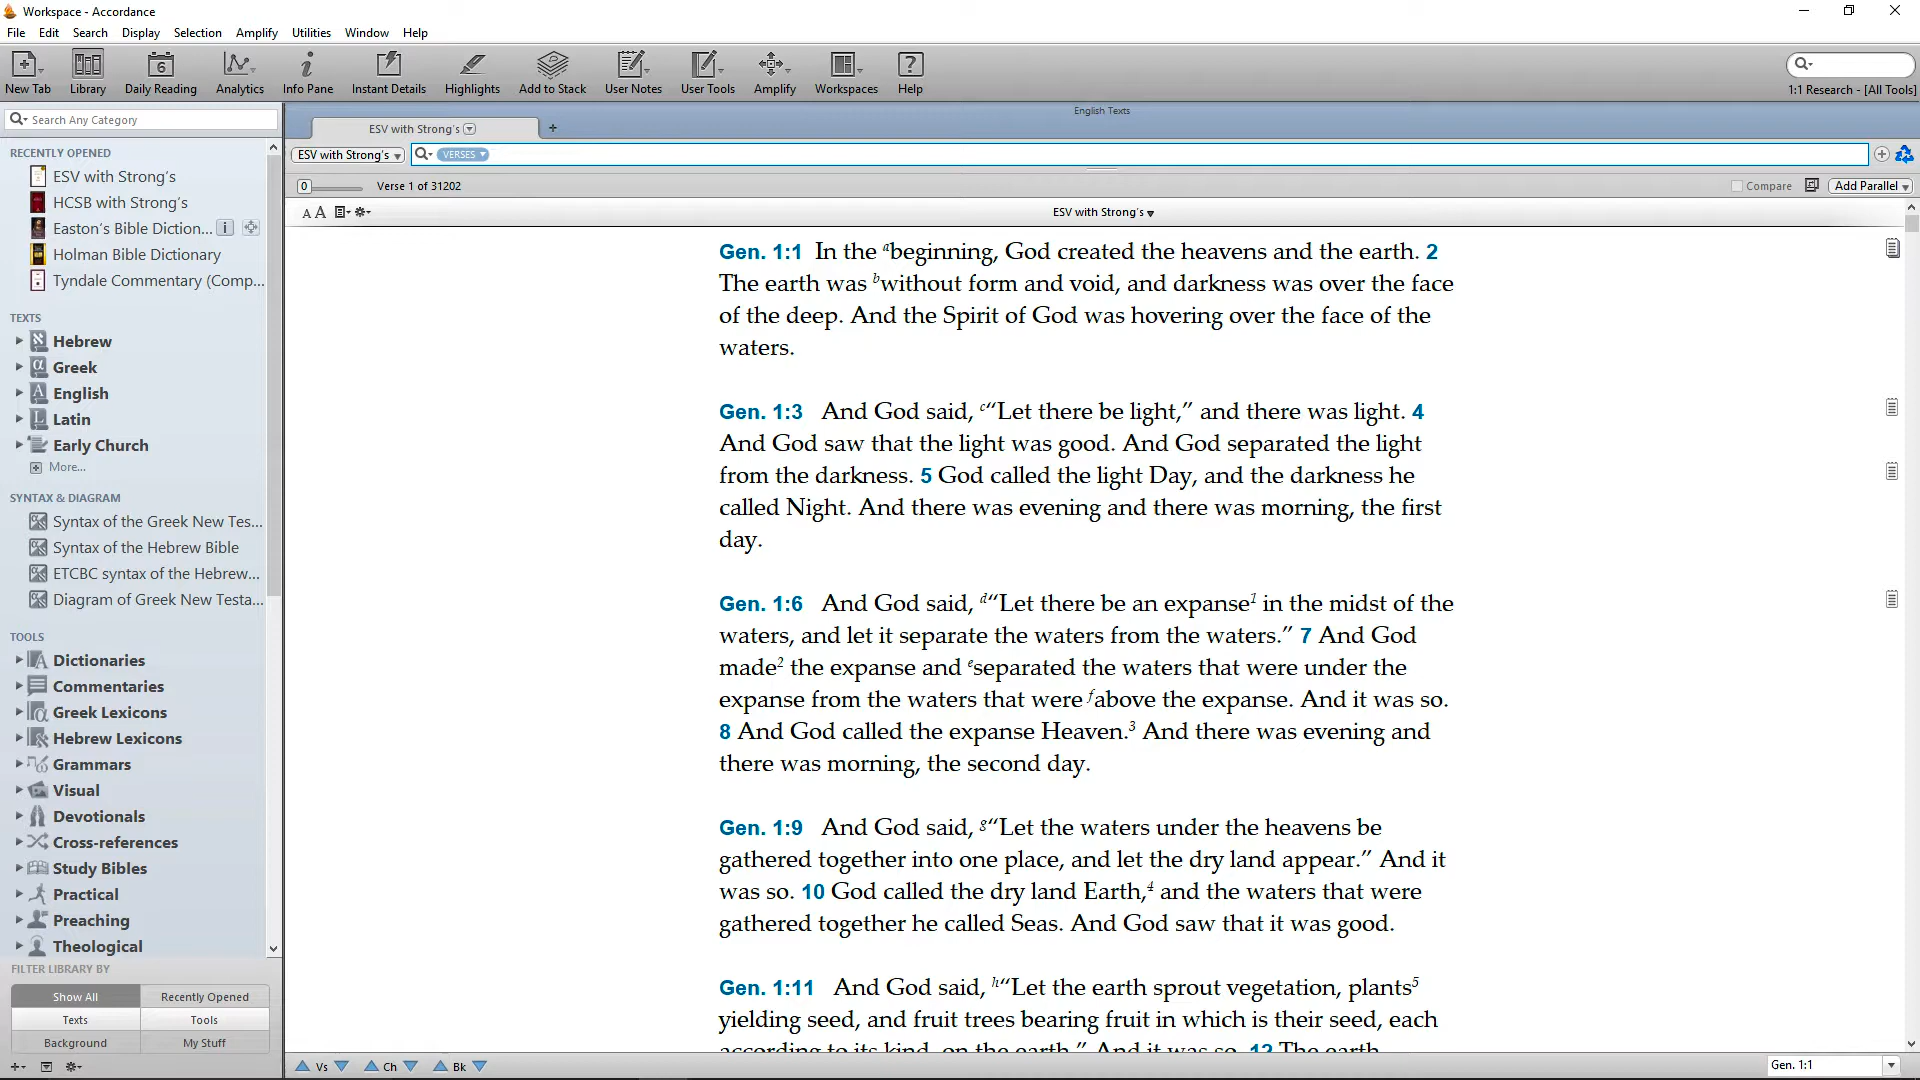 Workspace - Accordance
File Edit Search Display Selection Amplify Utilities Window Help
New Tab Library Daily Reading Analytics Info Pane Instant Details Highlights Add to Stack User Notes User Tools Amplify Workspaces Help
6
1:1 Research - [All Tools]
Search Any Category
RECENTLY OPENED
ESV with Strong's
HCSB with Strong's
Easton's Bible Diction...
Holman Bible Dictionary
Tyndale Commentary (Comp...
TEXTS
Hebrew
Greek
English
Latin
Early Church
More...
SYNTAX & DIAGRAM
Syntax of the Greek New Tes...
Syntax of the Hebrew Bible
ETCBC syntax of the Hebrew...
Diagram of Greek New Testa...
TOOLS
Dictionaries
Commentaries
Greek Lexicons
Hebrew Lexicons
Grammars
Visual
Devotionals
Cross-references
Study Bibles
Practical
Preaching
Theological
FILTER LIBRARY BY
Show All Recently Opened
Texts Tools
Background My Stuff
English Texts
ESV with Strong's
ESV with Strong's VERSES
0 Verse 1 of 31202 Compare Add Parallel
A A ESV with Strong's
Gen. 1:1 In the abeginning, God created the heavens and the earth. 2
The earth was bwithout form and void, and darkness was over the face
of the deep. And the Spirit of God was hovering over the face of the
waters.
Gen. 1:3 And God said, c“Let there be light,” and there was light. 4
And God saw that the light was good. And God separated the light
from the darkness. 5 God called the light Day, and the darkness he
called Night. And there was evening and there was morning, the first
day.
Gen. 1:6 And God said, d“Let there be an expanse1 in the midst of the
waters, and let it separate the waters from the waters.” 7 And God
made2 the expanse and eseparated the waters that were under the
expanse from the waters that were fabove the expanse. And it was so.
8 And God called the expanse Heaven.3 And there was evening and
there was morning, the second day.
Gen. 1:9 And God said, g“Let the waters under the heavens be
gathered together into one place, and let the dry land appear.” And it
was so. 10 God called the dry land Earth,4 and the waters that were
gathered together he called Seas. And God saw that it was good.
Gen. 1:11 And God said, h“Let the earth sprout vegetation, plants5
yielding seed, and fruit trees bearing fruit in which is their seed, each
according to its kind, on the earth.” And it was so. 12 The earth
Vs Ch Bk Gen. 1:1